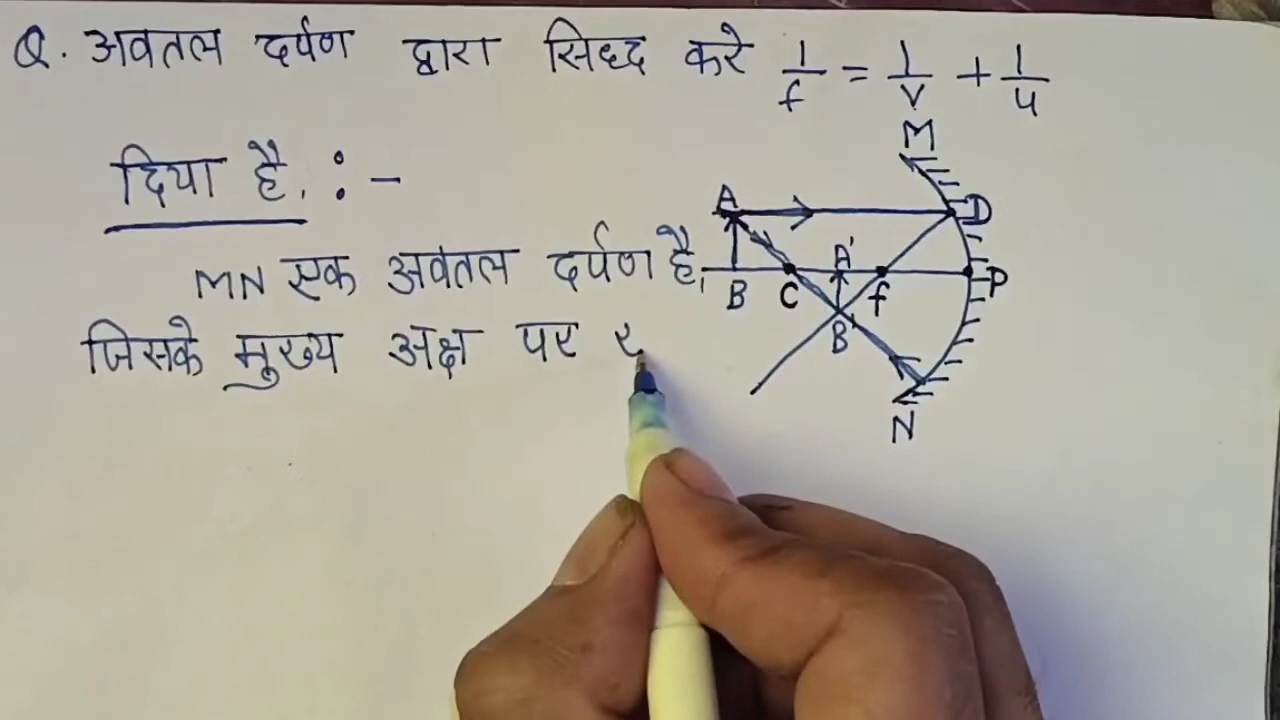 Q. अवतल दर्पण द्वारा सिध्द करे 1/f = 1/v + 1/u
दिया है, :-
MN एक अवतल दर्पण है,
जिसके मुख्य अक्ष पर
M
A
D
A'
B
C
f
P
B'
N